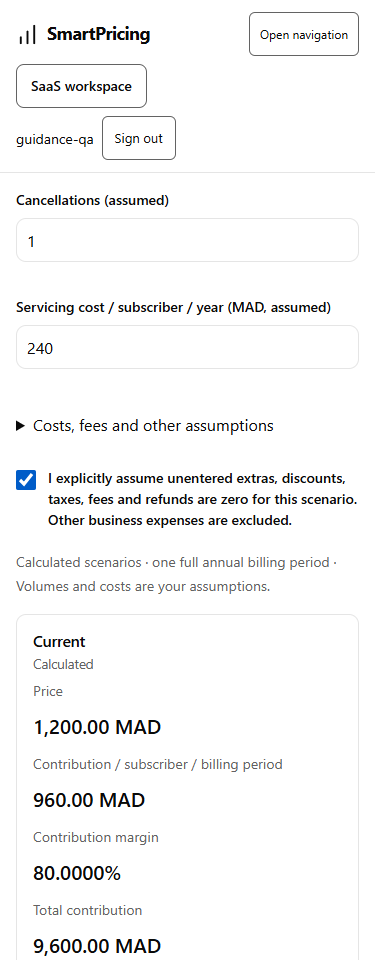 SmartPricing
Open navigation
SaaS workspace
guidance-qa
Sign out
Cancellations (assumed)
1
Servicing cost / subscriber / year (MAD, assumed)
240
Costs, fees and other assumptions
I explicitly assume unentered extras, discounts,
taxes, fees and refunds are zero for this scenario.
Other business expenses are excluded.
Calculated scenarios · one full annual billing period ·
Volumes and costs are your assumptions.
Current
Calculated
Price
1,200.00 MAD
Contribution / subscriber / billing period
960.00 MAD
Contribution margin
80.0000%
Total contribution
9,600.00 MAD